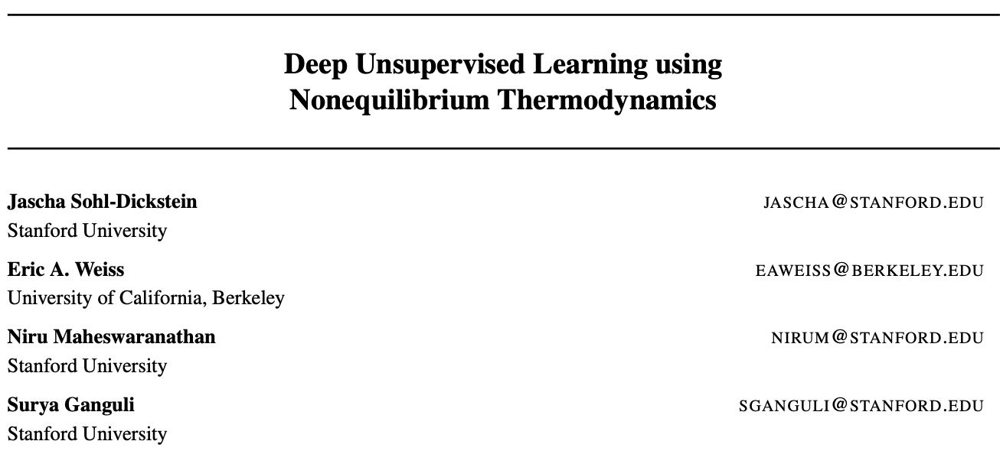 Deep Unsupervised Learning using
Nonequilibrium Thermodynamics
Jascha Sohl-Dickstein JASCHA@STANFORD.EDU
Stanford University
Eric A. Weiss EAWEISS@BERKELEY.EDU
University of California, Berkeley
Niru Maheswaranathan NIRUM@STANFORD.EDU
Stanford University
Surya Ganguli SGANGULI@STANFORD.EDU
Stanford University